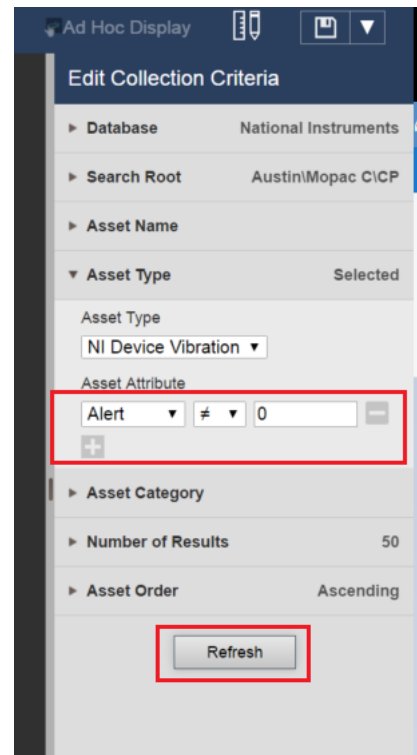 Ad Hoc Display
Edit Collection Criteria
Database National Instruments
Search Root Austin\Mopac C\CP
Asset Name
Asset Type Selected
Asset Type
NI Device Vibration
Asset Attribute
Alert ≠ 0
Asset Category
Number of Results 50
Asset Order Ascending
Refresh